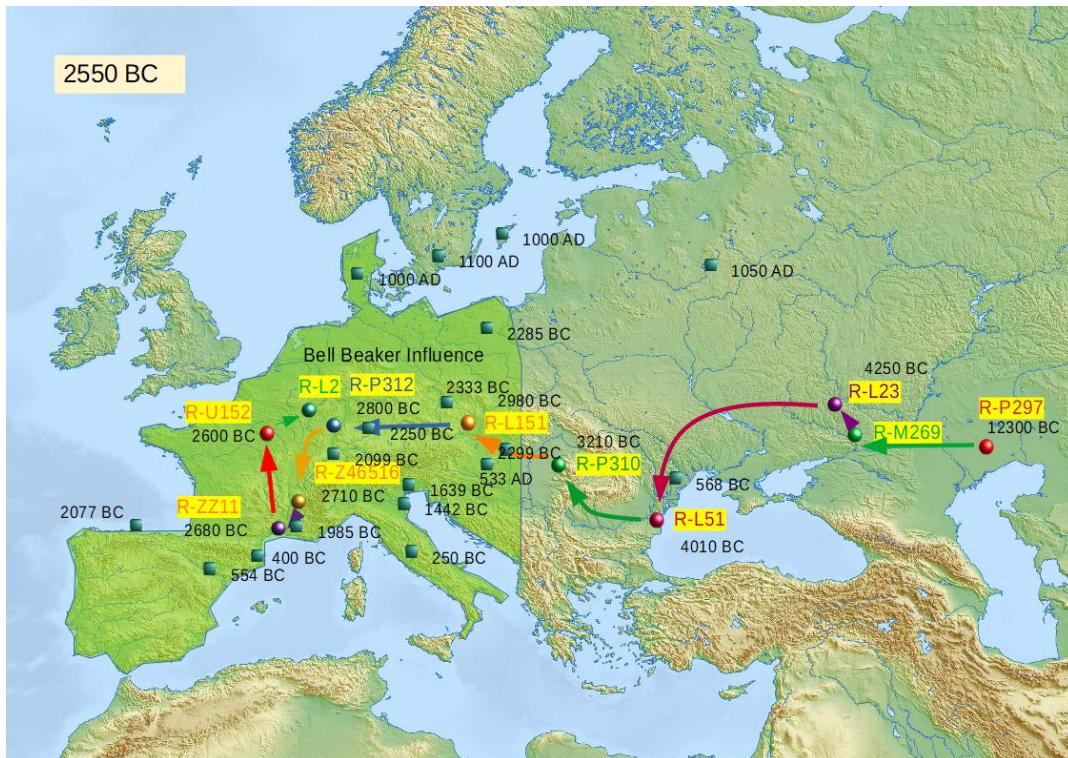 2550 BC
1000 AD
1100 AD
1000 AD
1050 AD
2285 BC
Bell Beaker Influence
4250 BC
R-L2
R-P312
2333 BC
R-L23
R-P297
2980 BC
R-U152
2800 BC
12300 BC
R-L151
R-M269
2600 BC
2250 BC
3210 BC
2099 BC
2299 BC
R-P310
R-Z46516
533 AD
568 BC
2710 BC
1639 BC
R-ZZ11
1442 BC
2077 BC
2680 BC
1985 BC
R-L51
4010 BC
400 BC
250 BC
554 BC